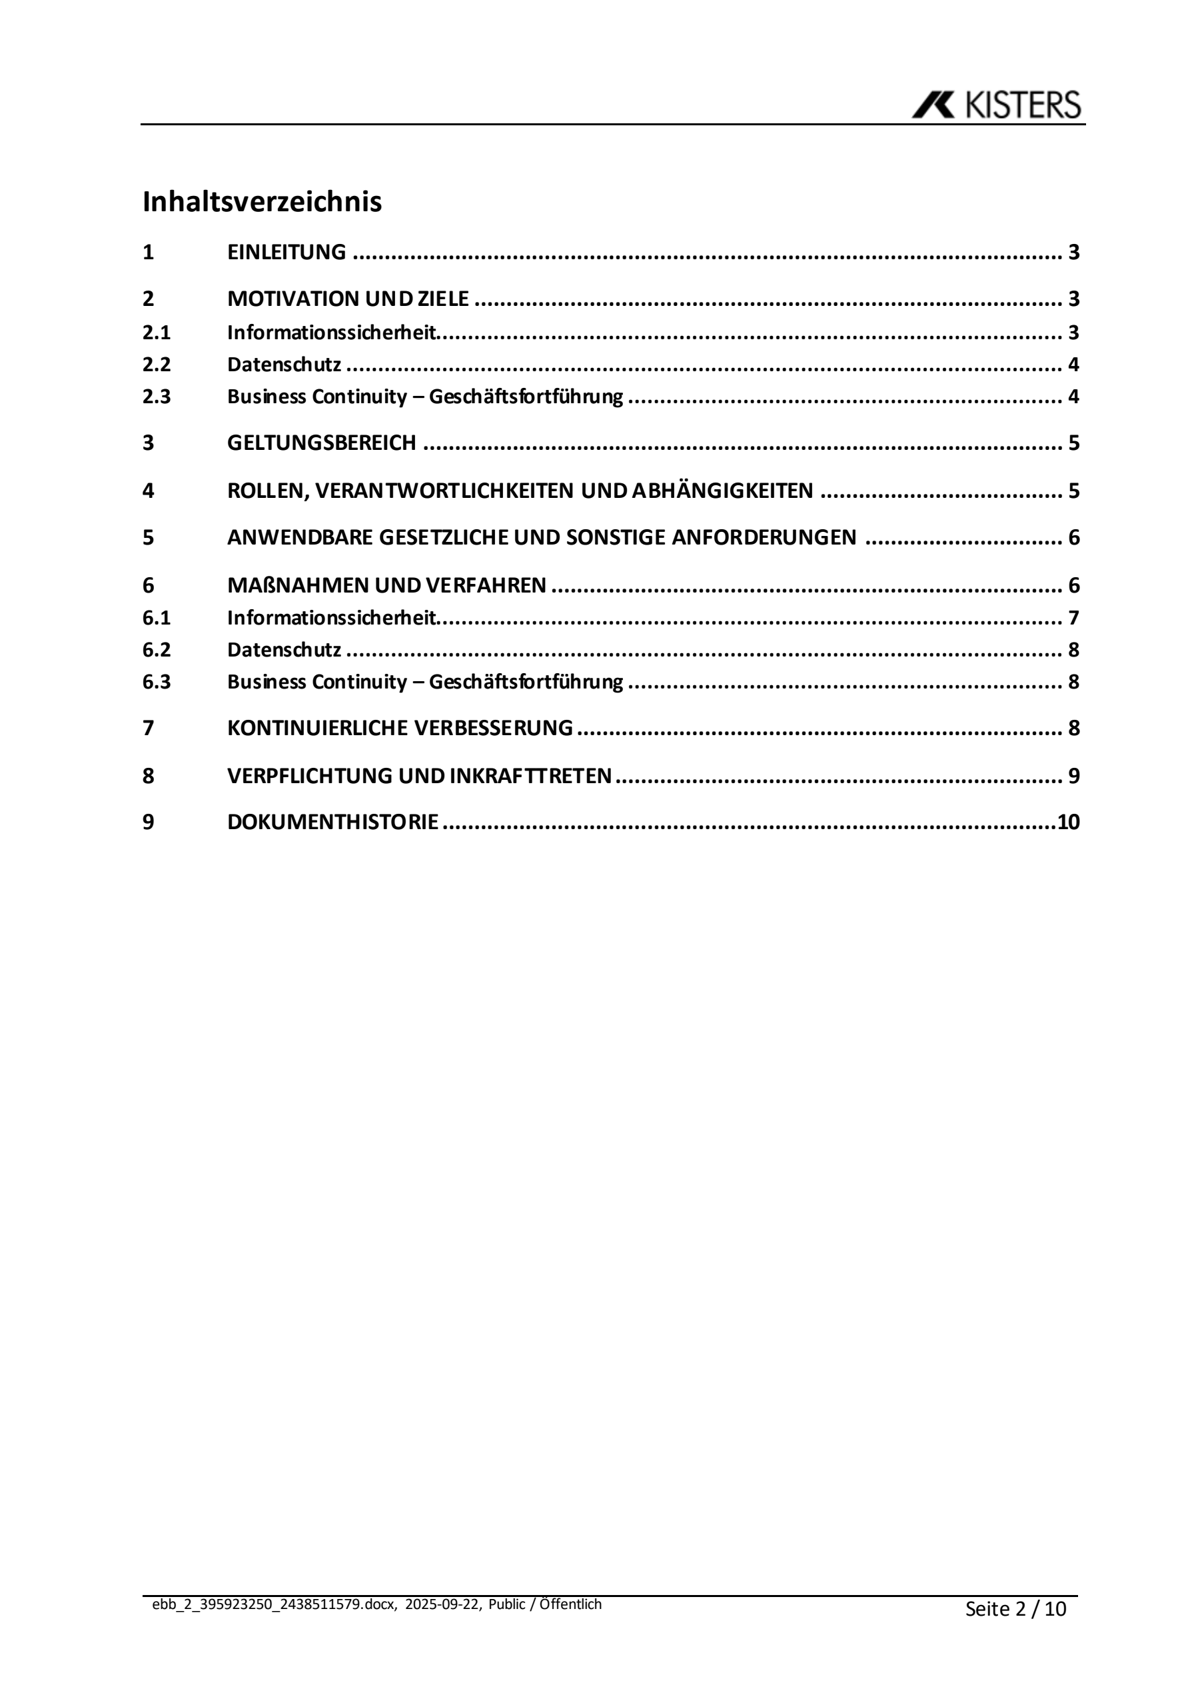 KISTERS
Inhaltsverzeichnis
1 EINLEITUNG ........................................................................................................ 3
2 MOTIVATION UND ZIELE ........................................................................................ 3
2.1 Informationssicherheit.............................................................................................. 3
2.2 Datenschutz ............................................................................................................ 4
2.3 Business Continuity – Geschäftsfortführung ................................................................ 4
3 GELTUNGSBEREICH ................................................................................................ 5
4 ROLLEN, VERANTWORTLICHKEITEN UND ABHÄNGIGKEITEN ...................................... 5
5 ANWENDBARE GESETZLICHE UND SONSTIGE ANFORDERUNGEN ............................... 6
6 MAßNAHMEN UND VERFAHREN ............................................................................. 6
6.1 Informationssicherheit.............................................................................................. 7
6.2 Datenschutz ............................................................................................................ 8
6.3 Business Continuity – Geschäftsfortführung ................................................................ 8
7 KONTINUIERLICHE VERBESSERUNG ........................................................................ 8
8 VERPFLICHTUNG UND INKRAFTTRETEN ................................................................... 9
9 DOKUMENTHISTORIE .............................................................................................10
ebb_2_395923250_2438511579.docx, 2025-09-22, Public / Öffentlich
Seite 2 / 10